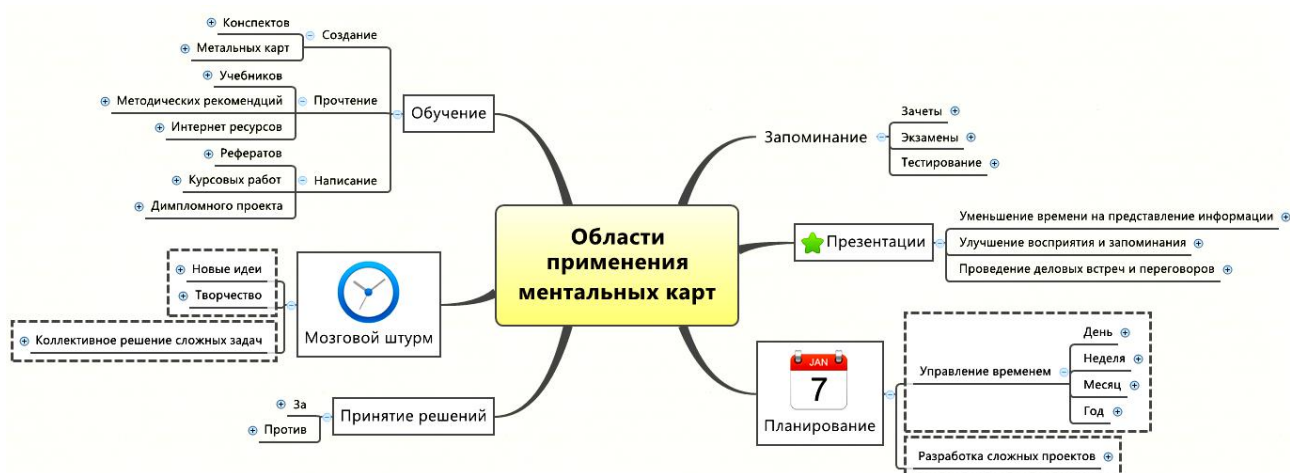 Области
применения
ментальных карт
Обучение
Создание
Конспектов
Метальных карт
Прочтение
Учебников
Методических рекомендций
Интернет ресурсов
Написание
Рефератов
Курсовых работ
Димпломного проекта
Мозговой штурм
Новые идеи
Творчество
Коллективное решение сложных задач
Принятие решений
За
Против
Запоминание
Зачеты
Экзамены
Тестирование
Презентации
Уменьшение времени на представление информации
Улучшение восприятия и запоминания
Проведение деловых встреч и переговоров
JAN
7
Планирование
Управление временем
День
Неделя
Месяц
Год
Разработка сложных проектов